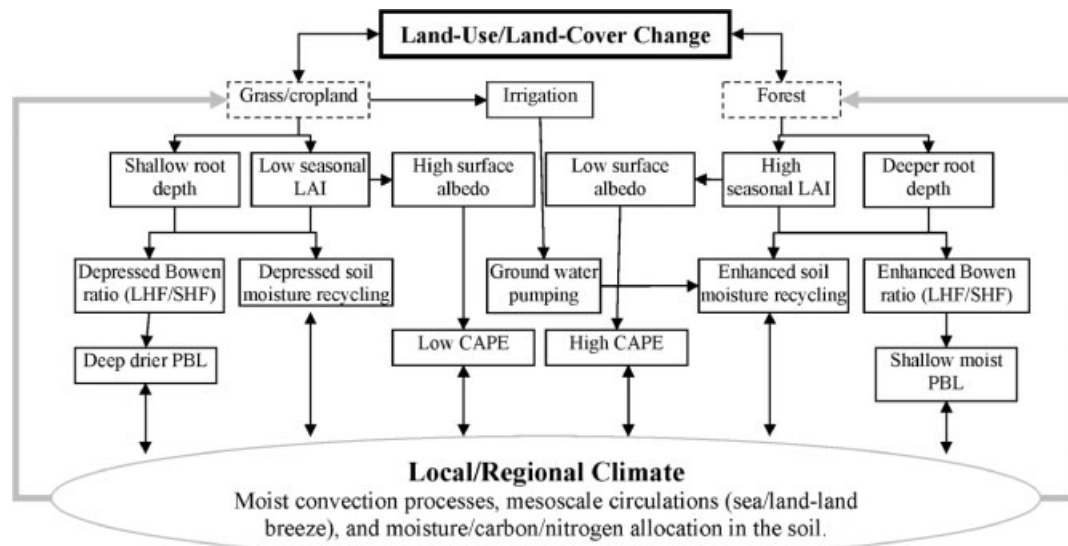 Land-Use/Land-Cover Change
Grass/cropland
Irrigation
Forest
Shallow root
depth
Low seasonal
LAI
High surface
albedo
Low surface
albedo
High
seasonal LAI
Deeper root
depth
Depressed Bowen
ratio (LHF/SHF)
Depressed soil
moisture recycling
Ground water
pumping
Enhanced soil
moisture recycling
Enhanced Bowen
ratio (LHF/SHF)
Deep drier PBL
Low CAPE
High CAPE
Shallow moist
PBL
Local/Regional Climate
Moist convection processes, mesoscale circulations (sea/land-land
breeze), and moisture/carbon/nitrogen allocation in the soil.